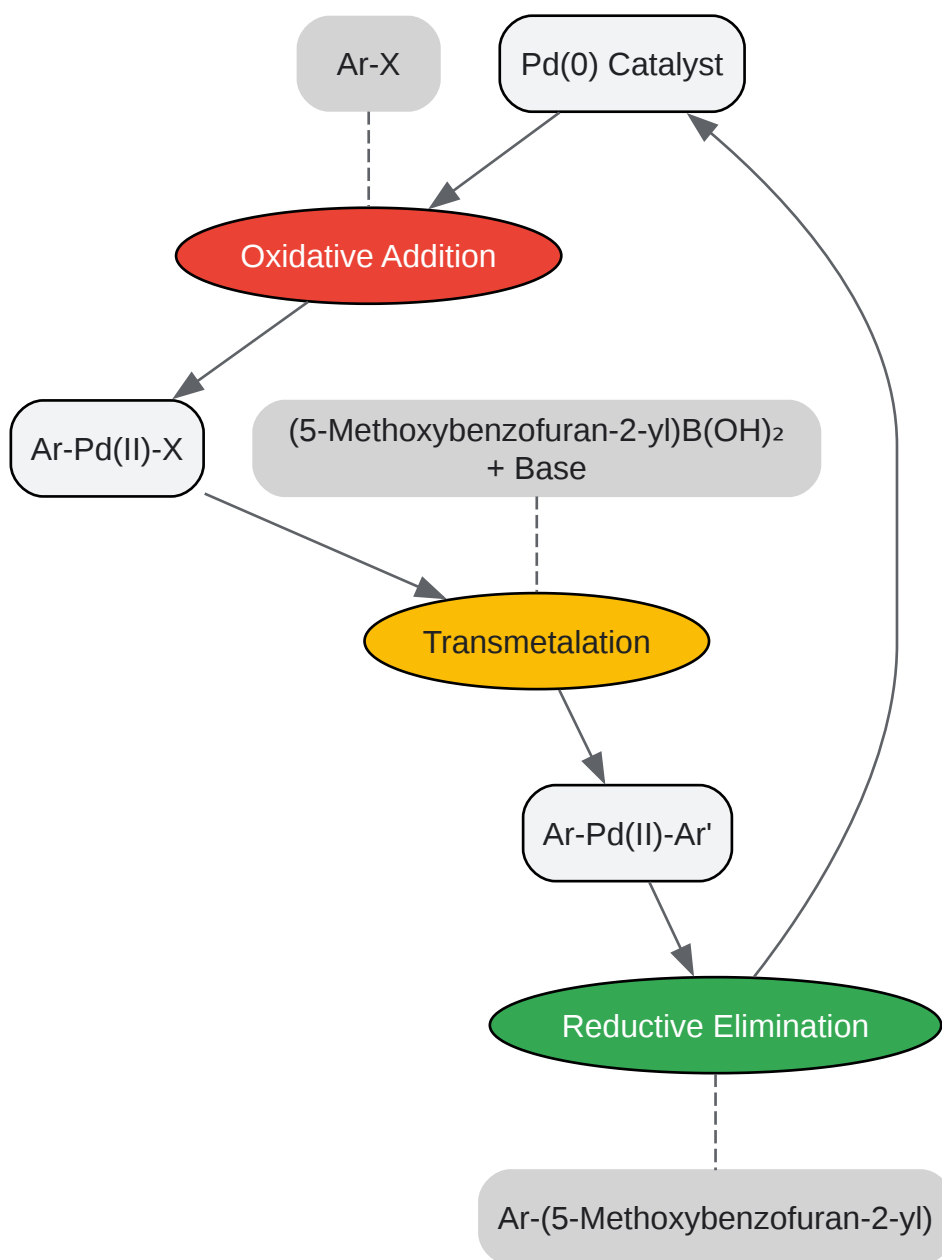 Ar-X
Pd(0) Catalyst
Oxidative Addition
Ar-Pd(II)-X
(5-Methoxybenzofuran-2-yl)B(OH)₂
+ Base
Transmetalation
Ar-Pd(II)-Ar'
Reductive Elimination
Ar-(5-Methoxybenzofuran-2-yl)